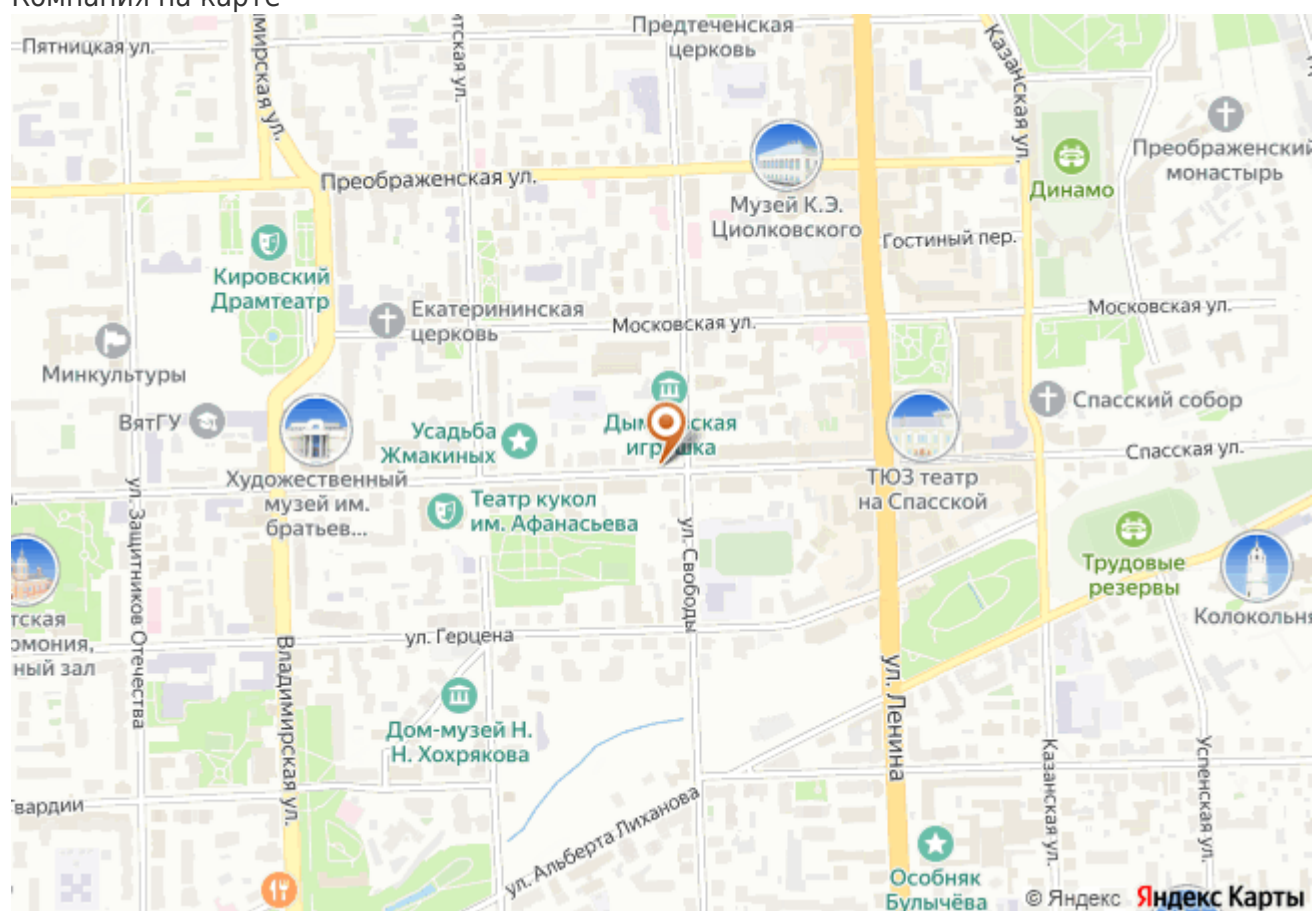 Компания на карте
Пятницкая ул.
Предтеченская
церковь
Казанская ул.
Преображенский
монастырь
Динамо
Преображенская ул.
Музей К.Э.
Циолковского
Гостиный пер.
Кировский
Драмтеатр
Екатерининская
церковь
Московская ул.
Московская ул.
Минкультуры
ВятГУ
Усадьба
Жмакиных
Спасский собор
Спасская ул.
Художественный
музей им.
братьев...
Театр кукол
им. Афанасьева
ТЮЗ театр
на Спасской
ул. Защитников Отечества
ул. Свободы
Трудовые
резервы
Колокольня
ул. Герцена
Владимирская ул.
ул. Ленина
Дом-музей Н.
Н. Хохрякова
Казанская ул.
Успенская ул.
ул. Альберта Лиханова
Особняк
Булычёва
© Яндекс Яндекс Карты